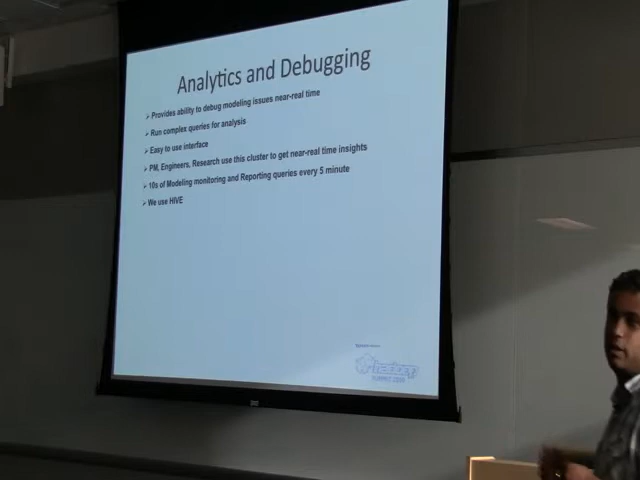 Analytics and Debugging
➢ Provides ability to debug modeling issues near-real time
➢ Run complex queries for analysis
➢ Easy to use interface
➢ PM, Engineers, Research use this cluster to get near-real time insights
➢ 10s of Modeling monitoring and Reporting queries every 5 minute
➢ We use HIVE
hadoop